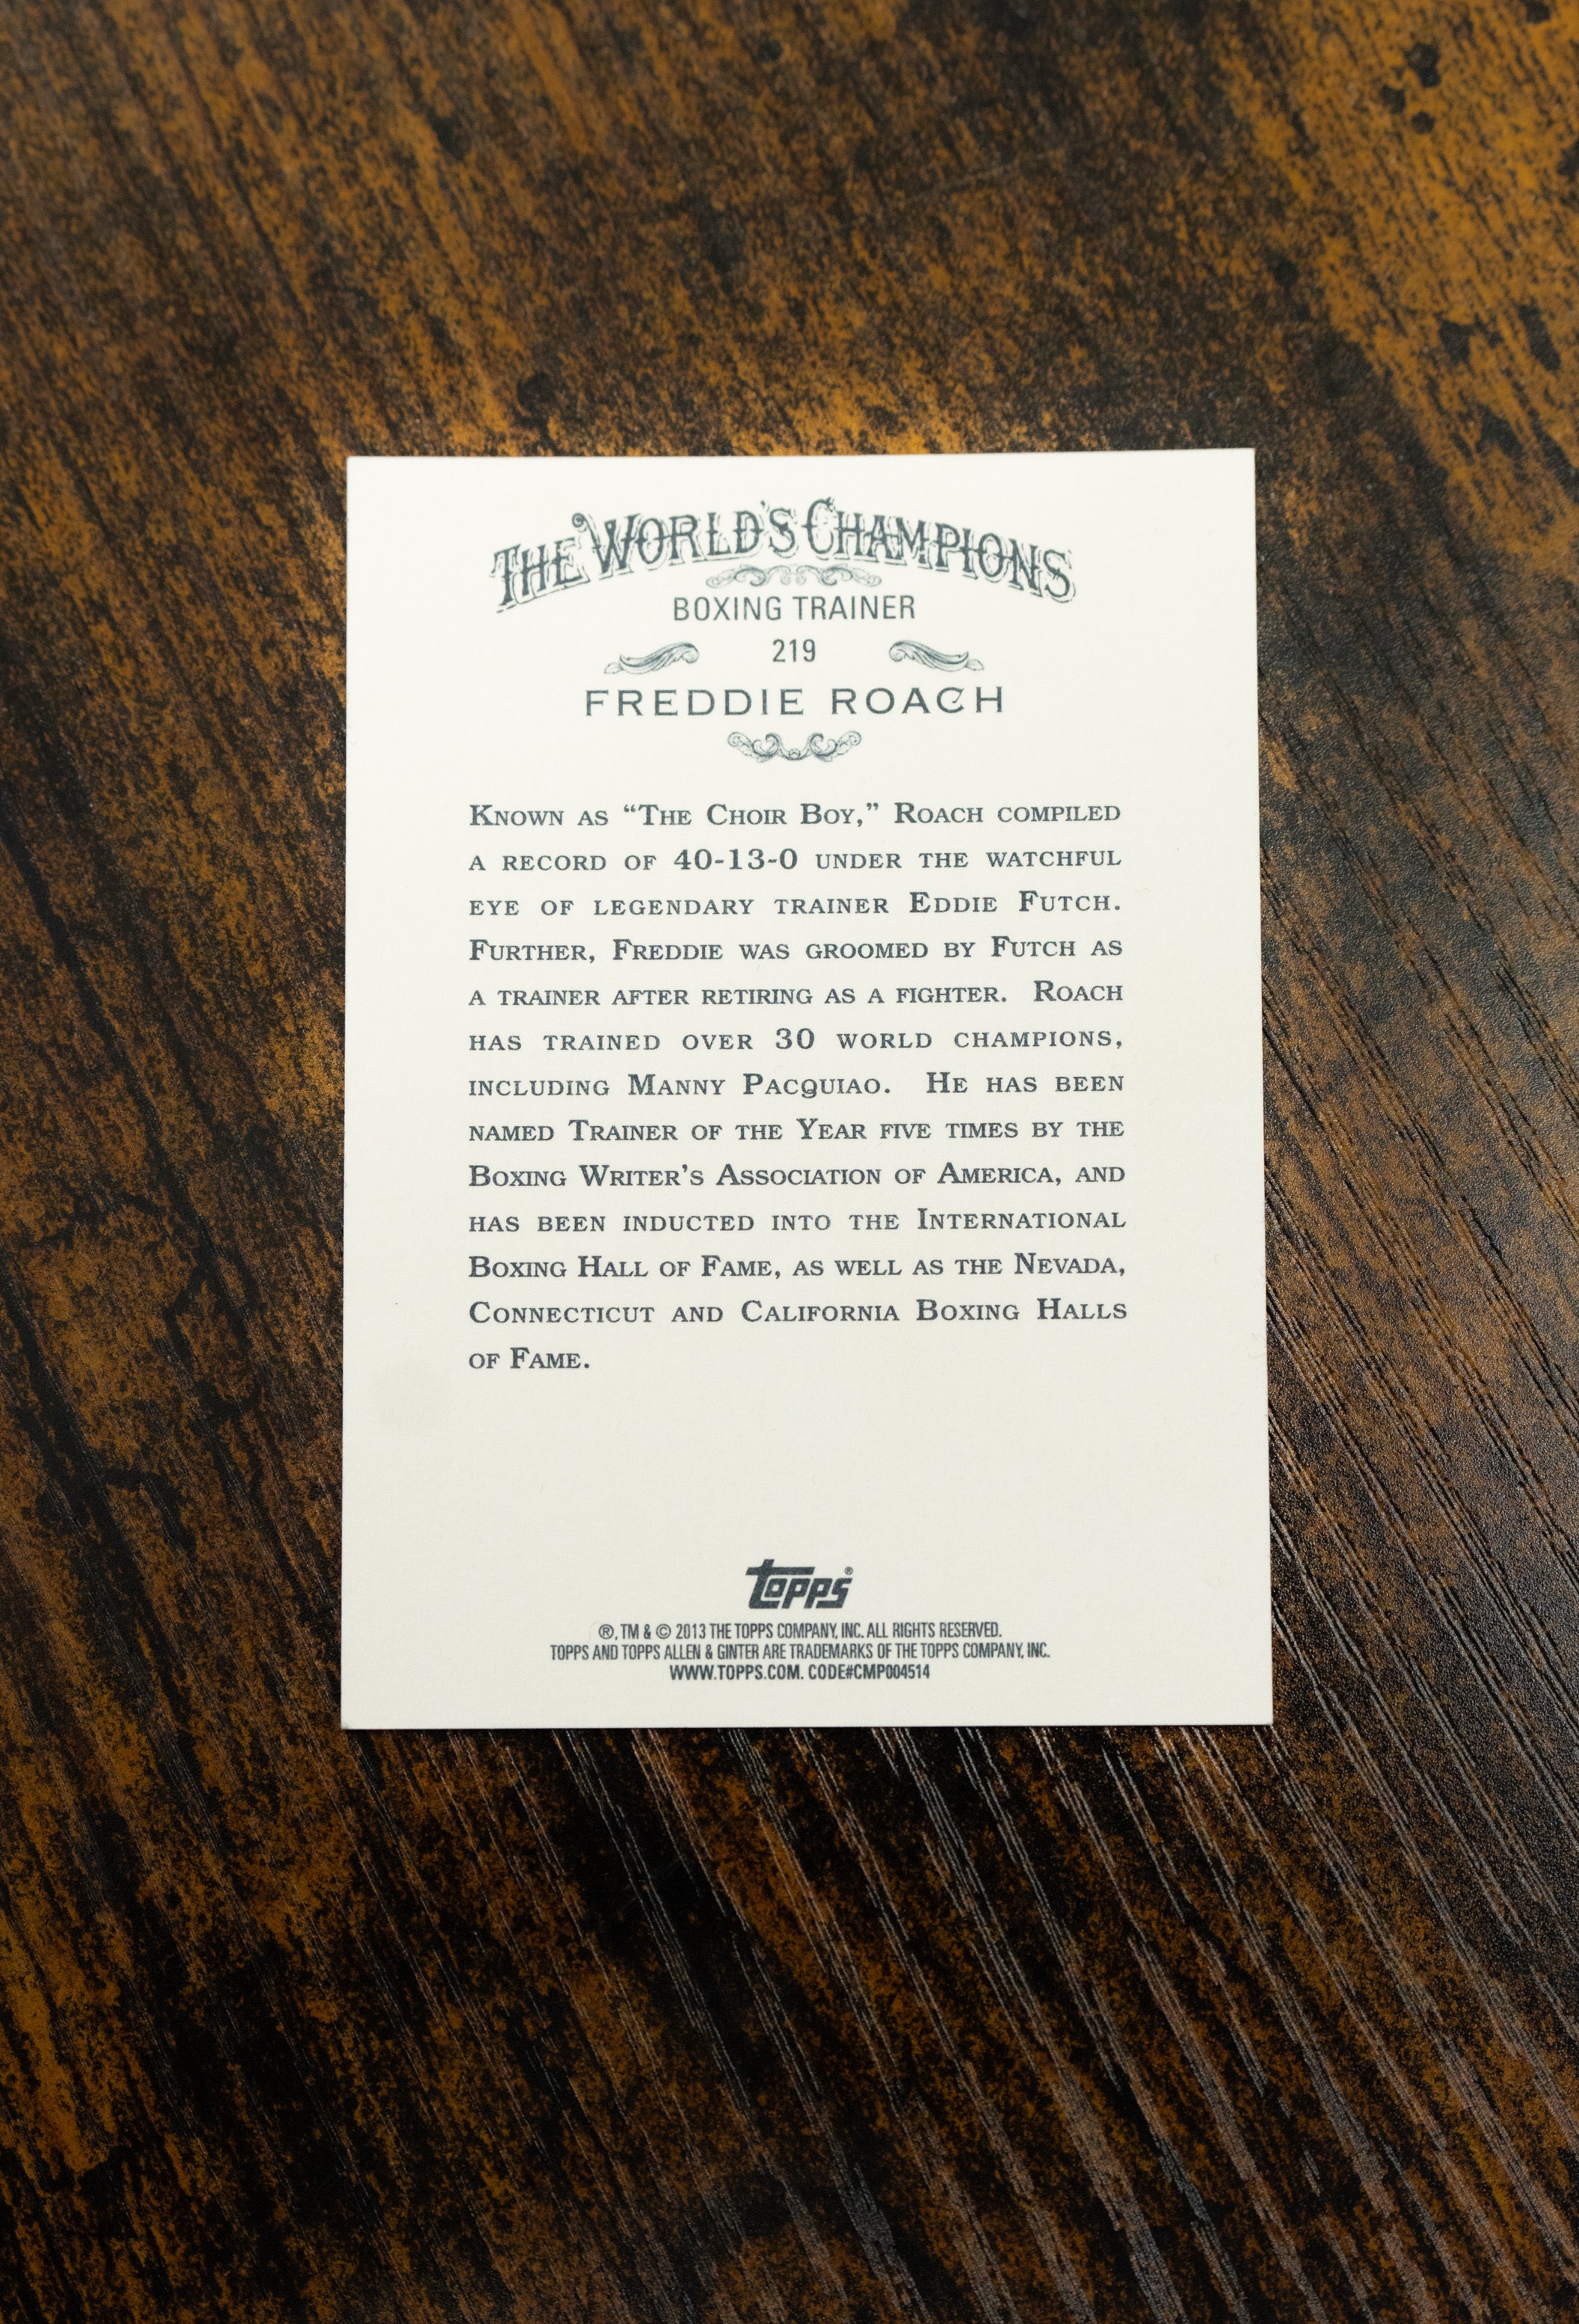 THE WORLD'S CHAMPIONS
BOXING TRAINER
219
FREDDIE ROACH
KNOWN AS “THE CHOIR BOY,” ROACH COMPILED
A RECORD OF 40-13-0 UNDER THE WATCHFUL
EYE OF LEGENDARY TRAINER EDDIE FUTCH.
FURTHER, FREDDIE WAS GROOMED BY FUTCH AS
A TRAINER AFTER RETIRING AS A FIGHTER. ROACH
HAS TRAINED OVER 30 WORLD CHAMPIONS,
INCLUDING MANNY PACQUIAO. HE HAS BEEN
NAMED TRAINER OF THE YEAR FIVE TIMES BY THE
BOXING WRITER’S ASSOCIATION OF AMERICA, AND
HAS BEEN INDUCTED INTO THE INTERNATIONAL
BOXING HALL OF FAME, AS WELL AS THE NEVADA,
CONNECTICUT AND CALIFORNIA BOXING HALLS
OF FAME.
topps®
®, TM & © 2013 THE TOPPS COMPANY, INC. ALL RIGHTS RESERVED.
TOPPS AND TOPPS ALLEN & GINTER ARE TRADEMARKS OF THE TOPPS COMPANY, INC.
WWW.TOPPS.COM. CODE#CMP004514